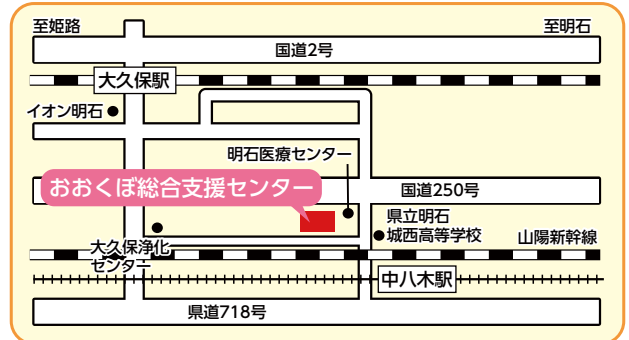 至姫路
至明石
国道2号
大久保駅
イオン明石
明石医療センター
おおくぼ総合支援センター
国道250号
県立明石
城西高等学校
山陽新幹線
大久保浄化
センター
中八木駅
県道718号